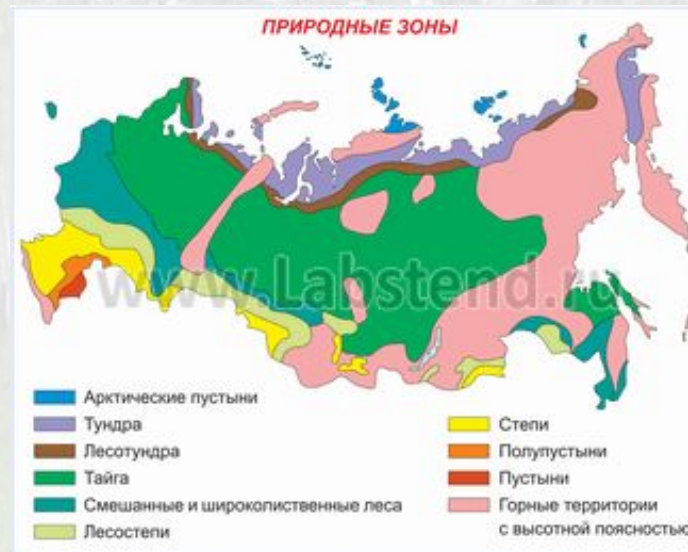 ПРИРОДНЫЕ ЗОНЫ
www.Labstend.ru
Арктические пустыни
Тундра
Лесотундра
Тайга
Смешанные и широколиственные леса
Лесостепи
Степи
Полупустыни
Пустыни
Горные территории
с высотной поясностью